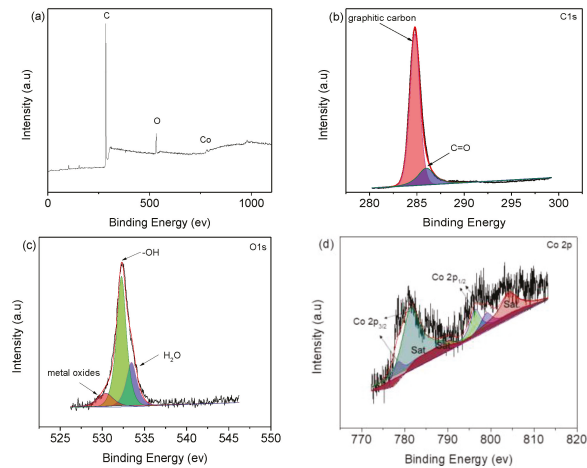 (a)
C
O
Co
Intensity (a.u)
0
500
1000
Binding Energy (ev)
(b)
C1s
graphitic carbon
C=O
Intensity (a.u)
280
285
290
295
300
Binding Energy
(c)
O1s
-OH
H2O
metal oxides
Intensity (a.u)
525
530
535
540
545
550
Binding Energy (ev)
(d)
Co 2p
Co 2p1/2
Sat
Co 2p3/2
Sat
Intensity (a.u)
770
780
790
800
810
820
Binding Energy (ev)